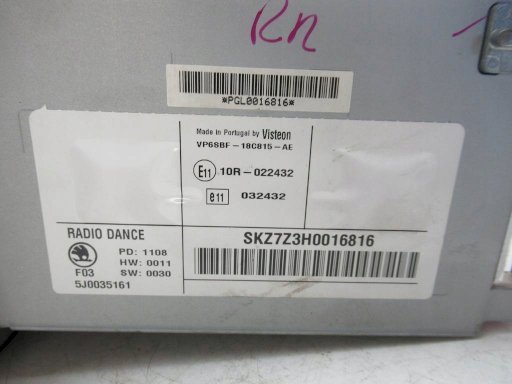 Rn
*PGL0016816*
Made in Portugal by Visteon
VP6SBF-18C815-AE
E11 10R-022432
e11 032432
RADIO DANCE
SKZ7Z3H0016816
PD: 1108
HW: 0011
F03 SW: 0030
5J0035161